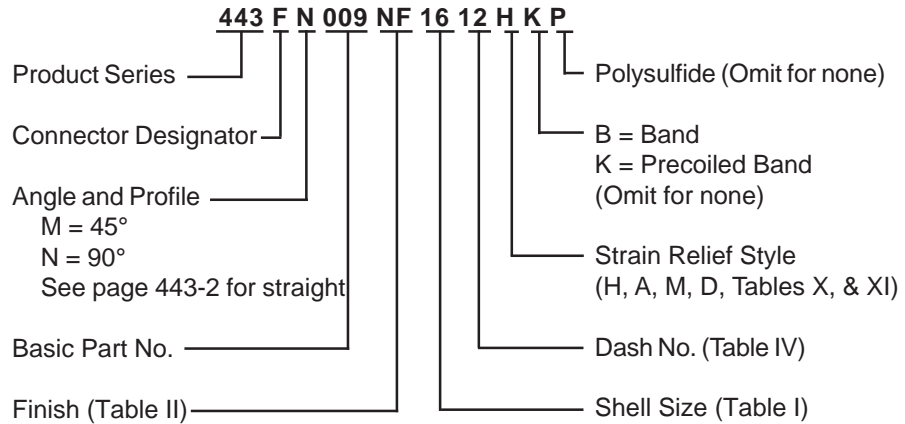 443 F N 009 NF 16 12 H K P
Product Series
Connector Designator
Angle and Profile
M = 45°
N = 90°
See page 443-2 for straight
Basic Part No.
Finish (Table II)
Polysulfide (Omit for none)
B = Band
K = Precoiled Band
(Omit for none)
Strain Relief Style
(H, A, M, D, Tables X, & XI)
Dash No. (Table IV)
Shell Size (Table I)